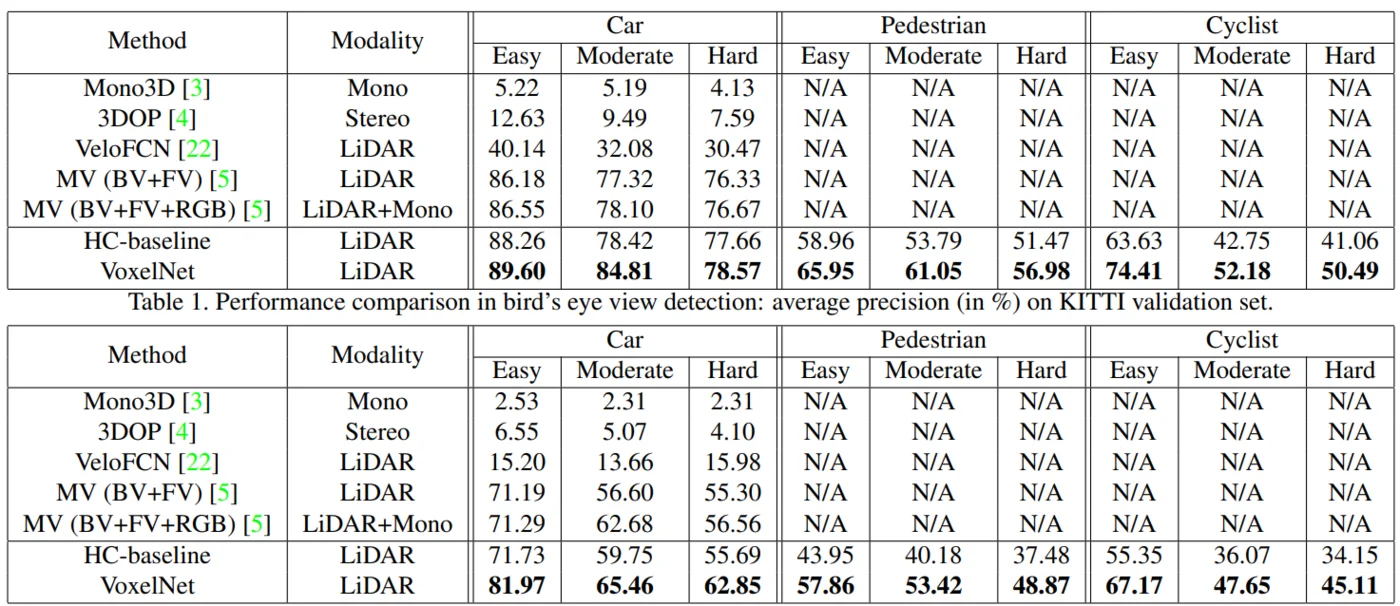 Method Modality Car Pedestrian Cyclist
Easy Moderate Hard Easy Moderate Hard Easy Moderate Hard
Mono3D [3] Mono 5.22 5.19 4.13 N/A N/A N/A N/A N/A N/A
3DOP [4] Stereo 12.63 9.49 7.59 N/A N/A N/A N/A N/A N/A
VeloFCN [22] LiDAR 40.14 32.08 30.47 N/A N/A N/A N/A N/A N/A
MV (BV+FV) [5] LiDAR 86.18 77.32 76.33 N/A N/A N/A N/A N/A N/A
MV (BV+FV+RGB) [5] LiDAR+Mono 86.55 78.10 76.67 N/A N/A N/A N/A N/A N/A
HC-baseline LiDAR 88.26 78.42 77.66 58.96 53.79 51.47 63.63 42.75 41.06
VoxelNet LiDAR 89.60 84.81 78.57 65.95 61.05 56.98 74.41 52.18 50.49
Table 1. Performance comparison in bird's eye view detection: average precision (in %) on KITTI validation set.
Method Modality Car Pedestrian Cyclist
Easy Moderate Hard Easy Moderate Hard Easy Moderate Hard
Mono3D [3] Mono 2.53 2.31 2.31 N/A N/A N/A N/A N/A N/A
3DOP [4] Stereo 6.55 5.07 4.10 N/A N/A N/A N/A N/A N/A
VeloFCN [22] LiDAR 15.20 13.66 15.98 N/A N/A N/A N/A N/A N/A
MV (BV+FV) [5] LiDAR 71.19 56.60 55.30 N/A N/A N/A N/A N/A N/A
MV (BV+FV+RGB) [5] LiDAR+Mono 71.29 62.68 56.56 N/A N/A N/A N/A N/A N/A
HC-baseline LiDAR 71.73 59.75 55.69 43.95 40.18 37.48 55.35 36.07 34.15
VoxelNet LiDAR 81.97 65.46 62.85 57.86 53.42 48.87 67.17 47.65 45.11